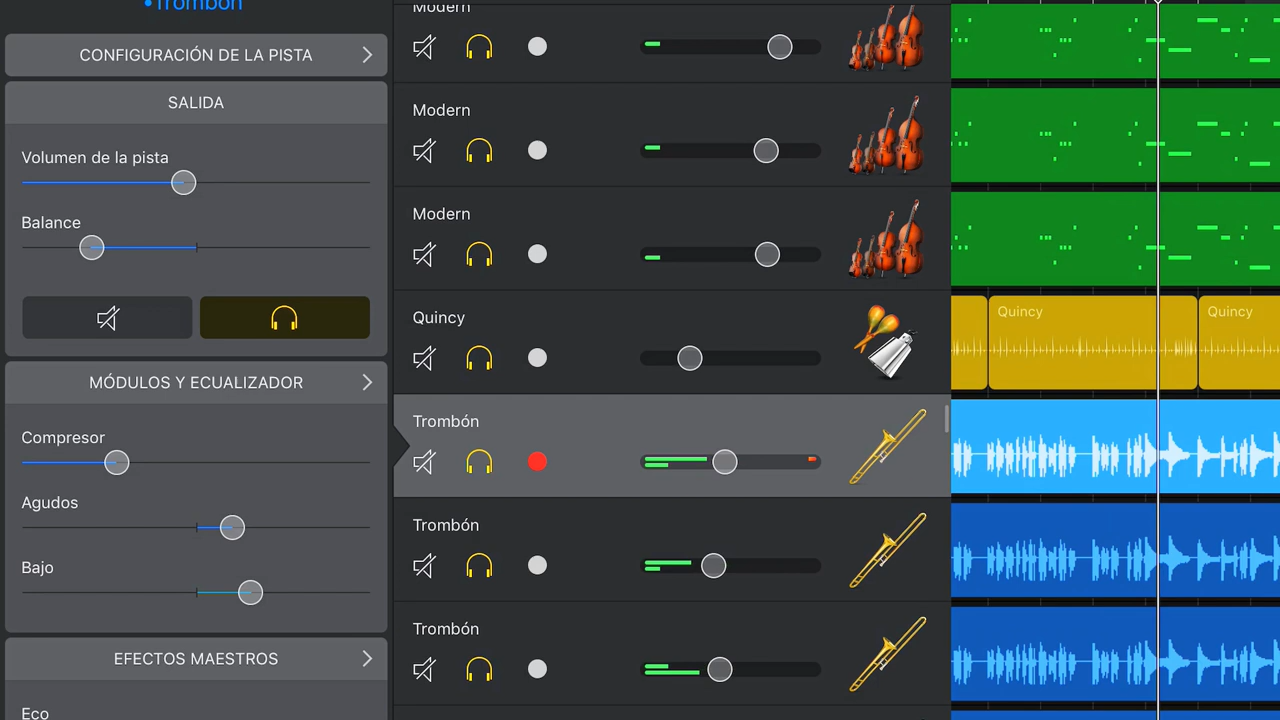 •Trombón
CONFIGURACIÓN DE LA PISTA
SALIDA
Volumen de la pista
Balance
MÓDULOS Y ECUALIZADOR
Compresor
Agudos
Bajo
EFECTOS MAESTROS
Eco
Modern
Modern
Modern
Quincy
Trombón
Trombón
Trombón
Quincy
Quincy